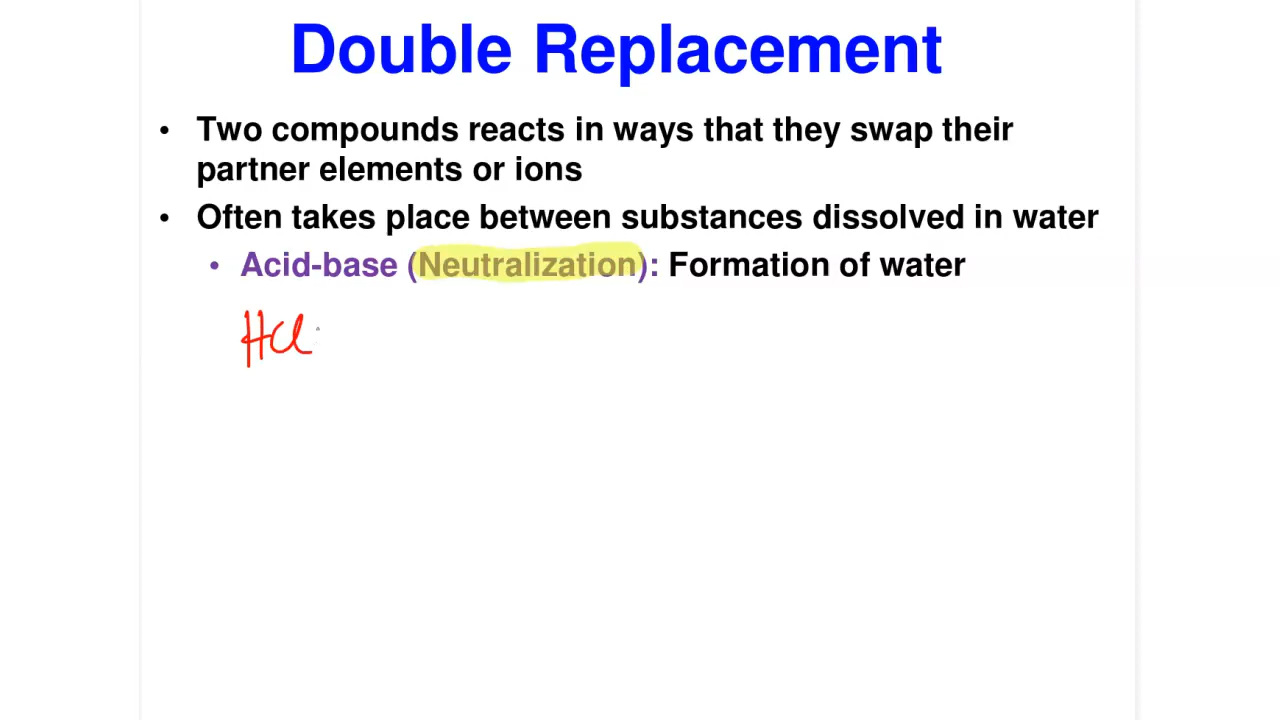 Double Replacement
• Two compounds reacts in ways that they swap their
partner elements or ions
• Often takes place between substances dissolved in water
• Acid-base (Neutralization): Formation of water
HCl